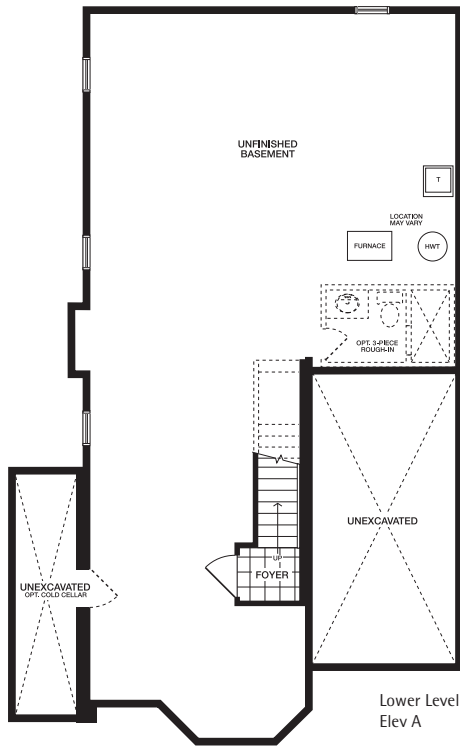 UNFINISHED
BASEMENT
T
LOCATION
MAY VARY
FURNACE
HWT
OPT. 3-PIECE
ROUGH-IN
UNEXCAVATED
UP
FOYER
UNEXCAVATED
OPT. COLD CELLAR
Lower Level
Elev A